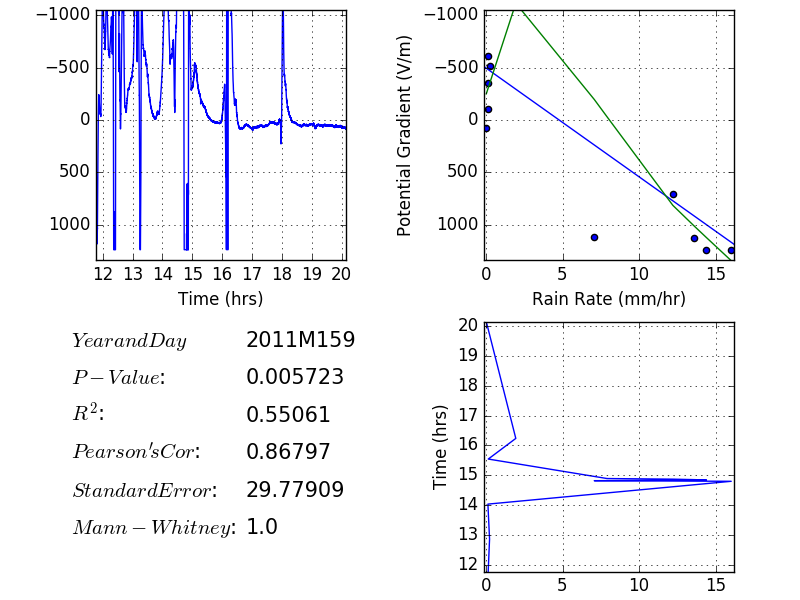 −1000
−500
0
500
1000
12 13 14 15 16 17 18 19 20
Time (hrs)
Potential Gradient (V/m)
−1000
−500
0
500
1000
0 5 10 15
Rain Rate (mm/hr)
YearandDay 2011M159
P − Value: 0.005723
R²: 0.55061
Pearson'sCor: 0.86797
StandardError: 29.77909
Mann − Whitney: 1.0
Time (hrs)
20
19
18
17
16
15
14
13
12
0 5 10 15